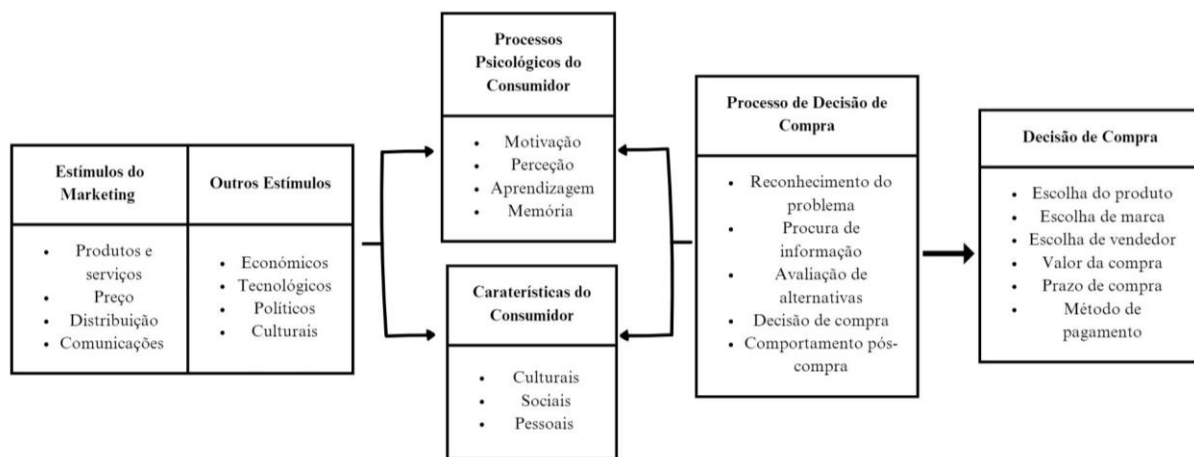 Estímulos do
Marketing
Produtos e
serviços
Preço
Distribuição
Comunicações
Outros Estímulos
Económicos
Tecnológicos
Políticos
Culturais
Processos
Psicológicos do
Consumidor
Motivação
Perceção
Aprendizagem
Memória
Caraterísticas do
Consumidor
Culturais
Sociais
Pessoais
Processo de Decisão de
Compra
Reconhecimento do
problema
Procura de
informação
Avaliação de
alternativas
Decisão de compra
Comportamento pós-
compra
Decisão de Compra
Escolha do produto
Escolha de marca
Escolha de vendedor
Valor da compra
Prazo de compra
Método de
pagamento